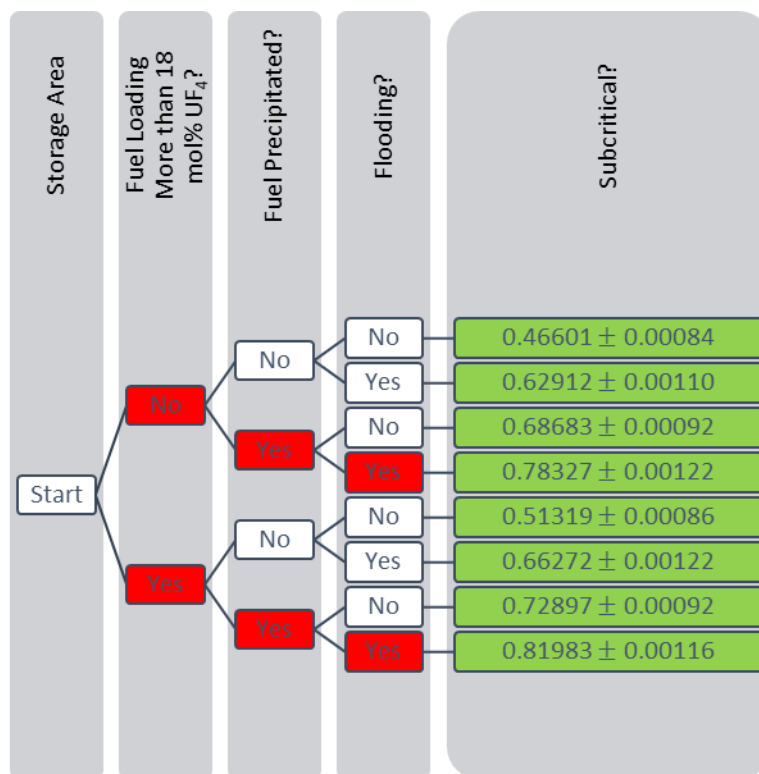 Storage Area
Fuel Loading
More than 18
mol% UF₄?
Fuel Precipitated?
Flooding?
Subcritical?
Start
No
No
No
0.46601 ± 0.00084
Yes
0.62912 ± 0.00110
Yes
No
0.68683 ± 0.00092
Yes
0.78327 ± 0.00122
Yes
No
No
0.51319 ± 0.00086
Yes
0.66272 ± 0.00122
Yes
No
0.72897 ± 0.00092
Yes
0.81983 ± 0.00116